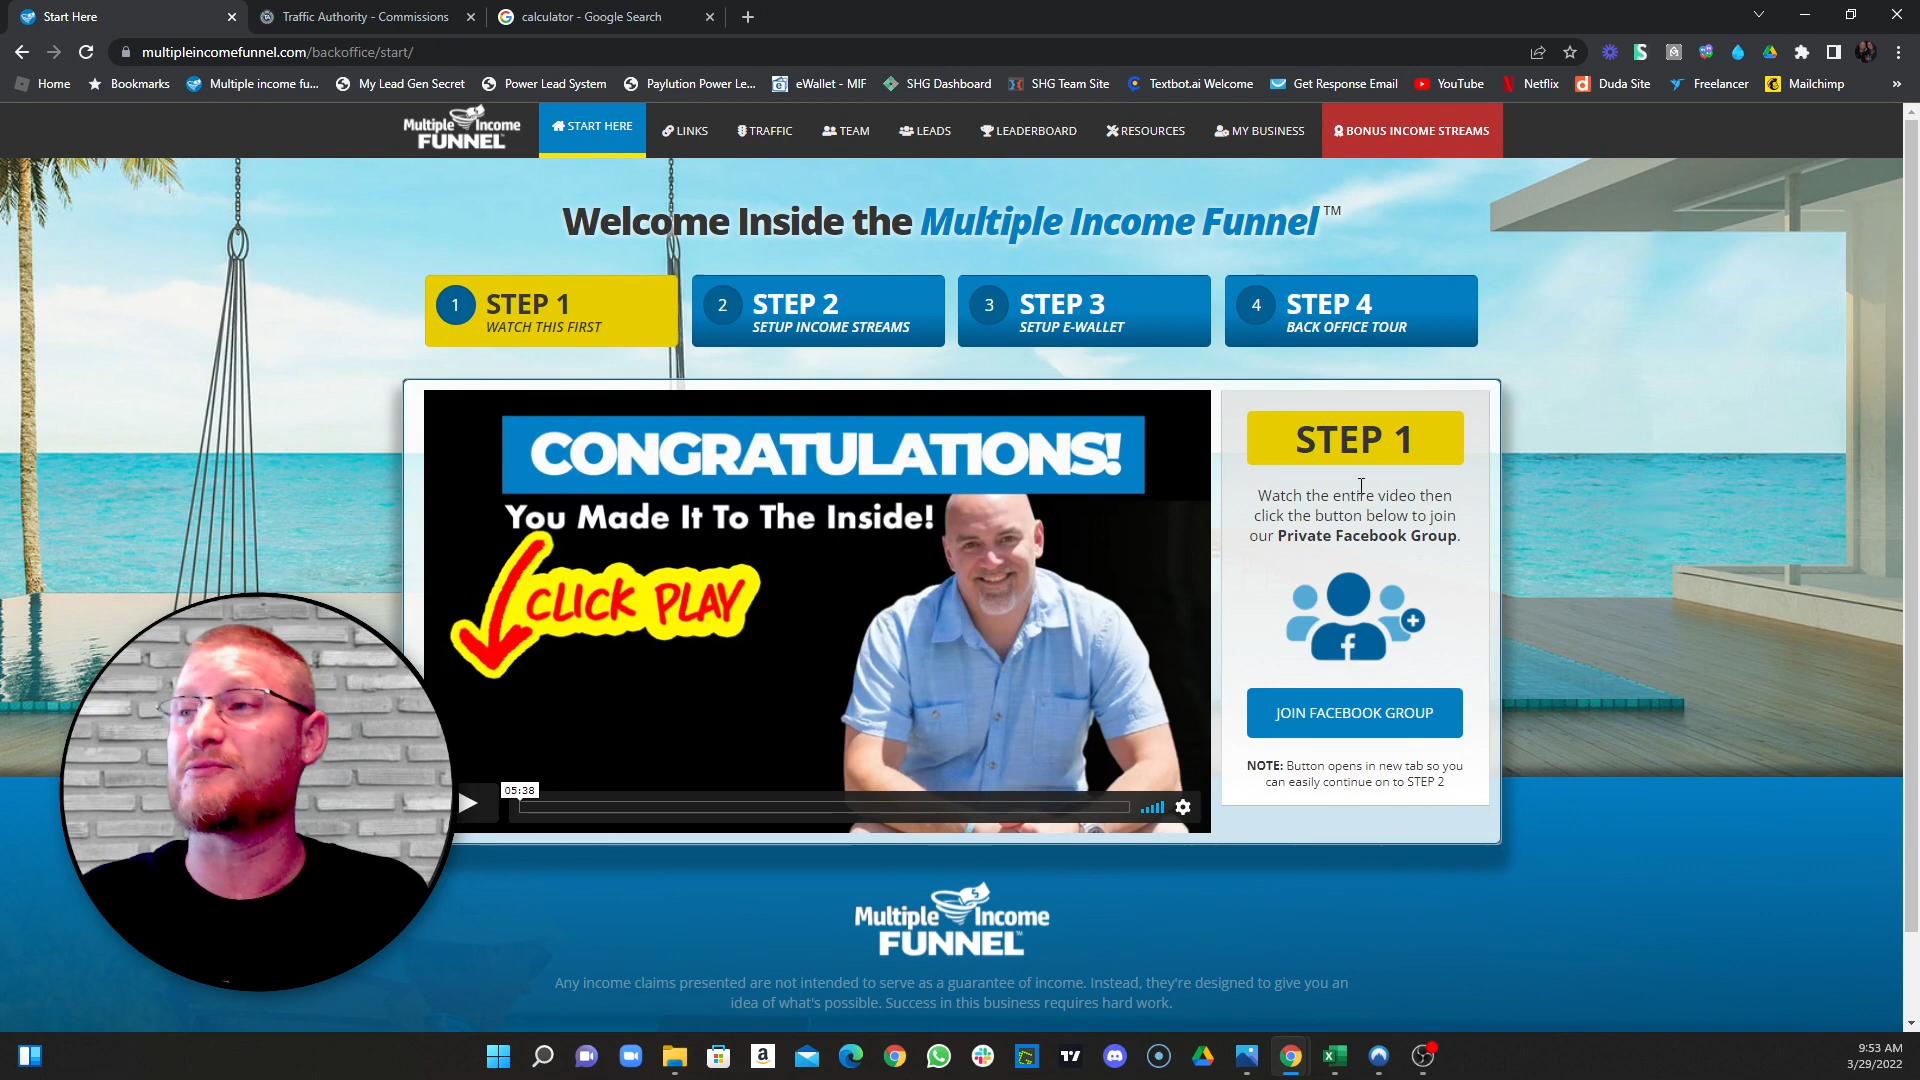 Start Here
Traffic Authority - Commissions
calculator - Google Search
multipleincomefunnel.com/backoffice/start/
Home
Bookmarks
Multiple income fu...
My Lead Gen Secret
Power Lead System
Paylution Power Le...
eWallet - MIF
SHG Dashboard
SHG Team Site
Textbot.ai Welcome
Get Response Email
YouTube
Netflix
Duda Site
Freelancer
Mailchimp
»
Multiple Income
FUNNEL
START HERE
LINKS
TRAFFIC
TEAM
LEADS
LEADERBOARD
RESOURCES
MY BUSINESS
BONUS INCOME STREAMS
Welcome Inside the Multiple Income Funnel™
1
STEP 1
WATCH THIS FIRST
2
STEP 2
SETUP INCOME STREAMS
3
STEP 3
SETUP E-WALLET
4
STEP 4
BACK OFFICE TOUR
CONGRATULATIONS!
You Made It To The Inside!
CLICK PLAY
05:38
STEP 1
Watch the entire video then
click the button below to join
our Private Facebook Group.
JOIN FACEBOOK GROUP
NOTE: Button opens in new tab so you
can easily continue on to STEP 2
Multiple Income
FUNNEL
Any income claims presented are not intended to serve as a guarantee of income. Instead, they're designed to give you an
idea of what's possible. Success in this business requires hard work.
9:53 AM
3/29/2022